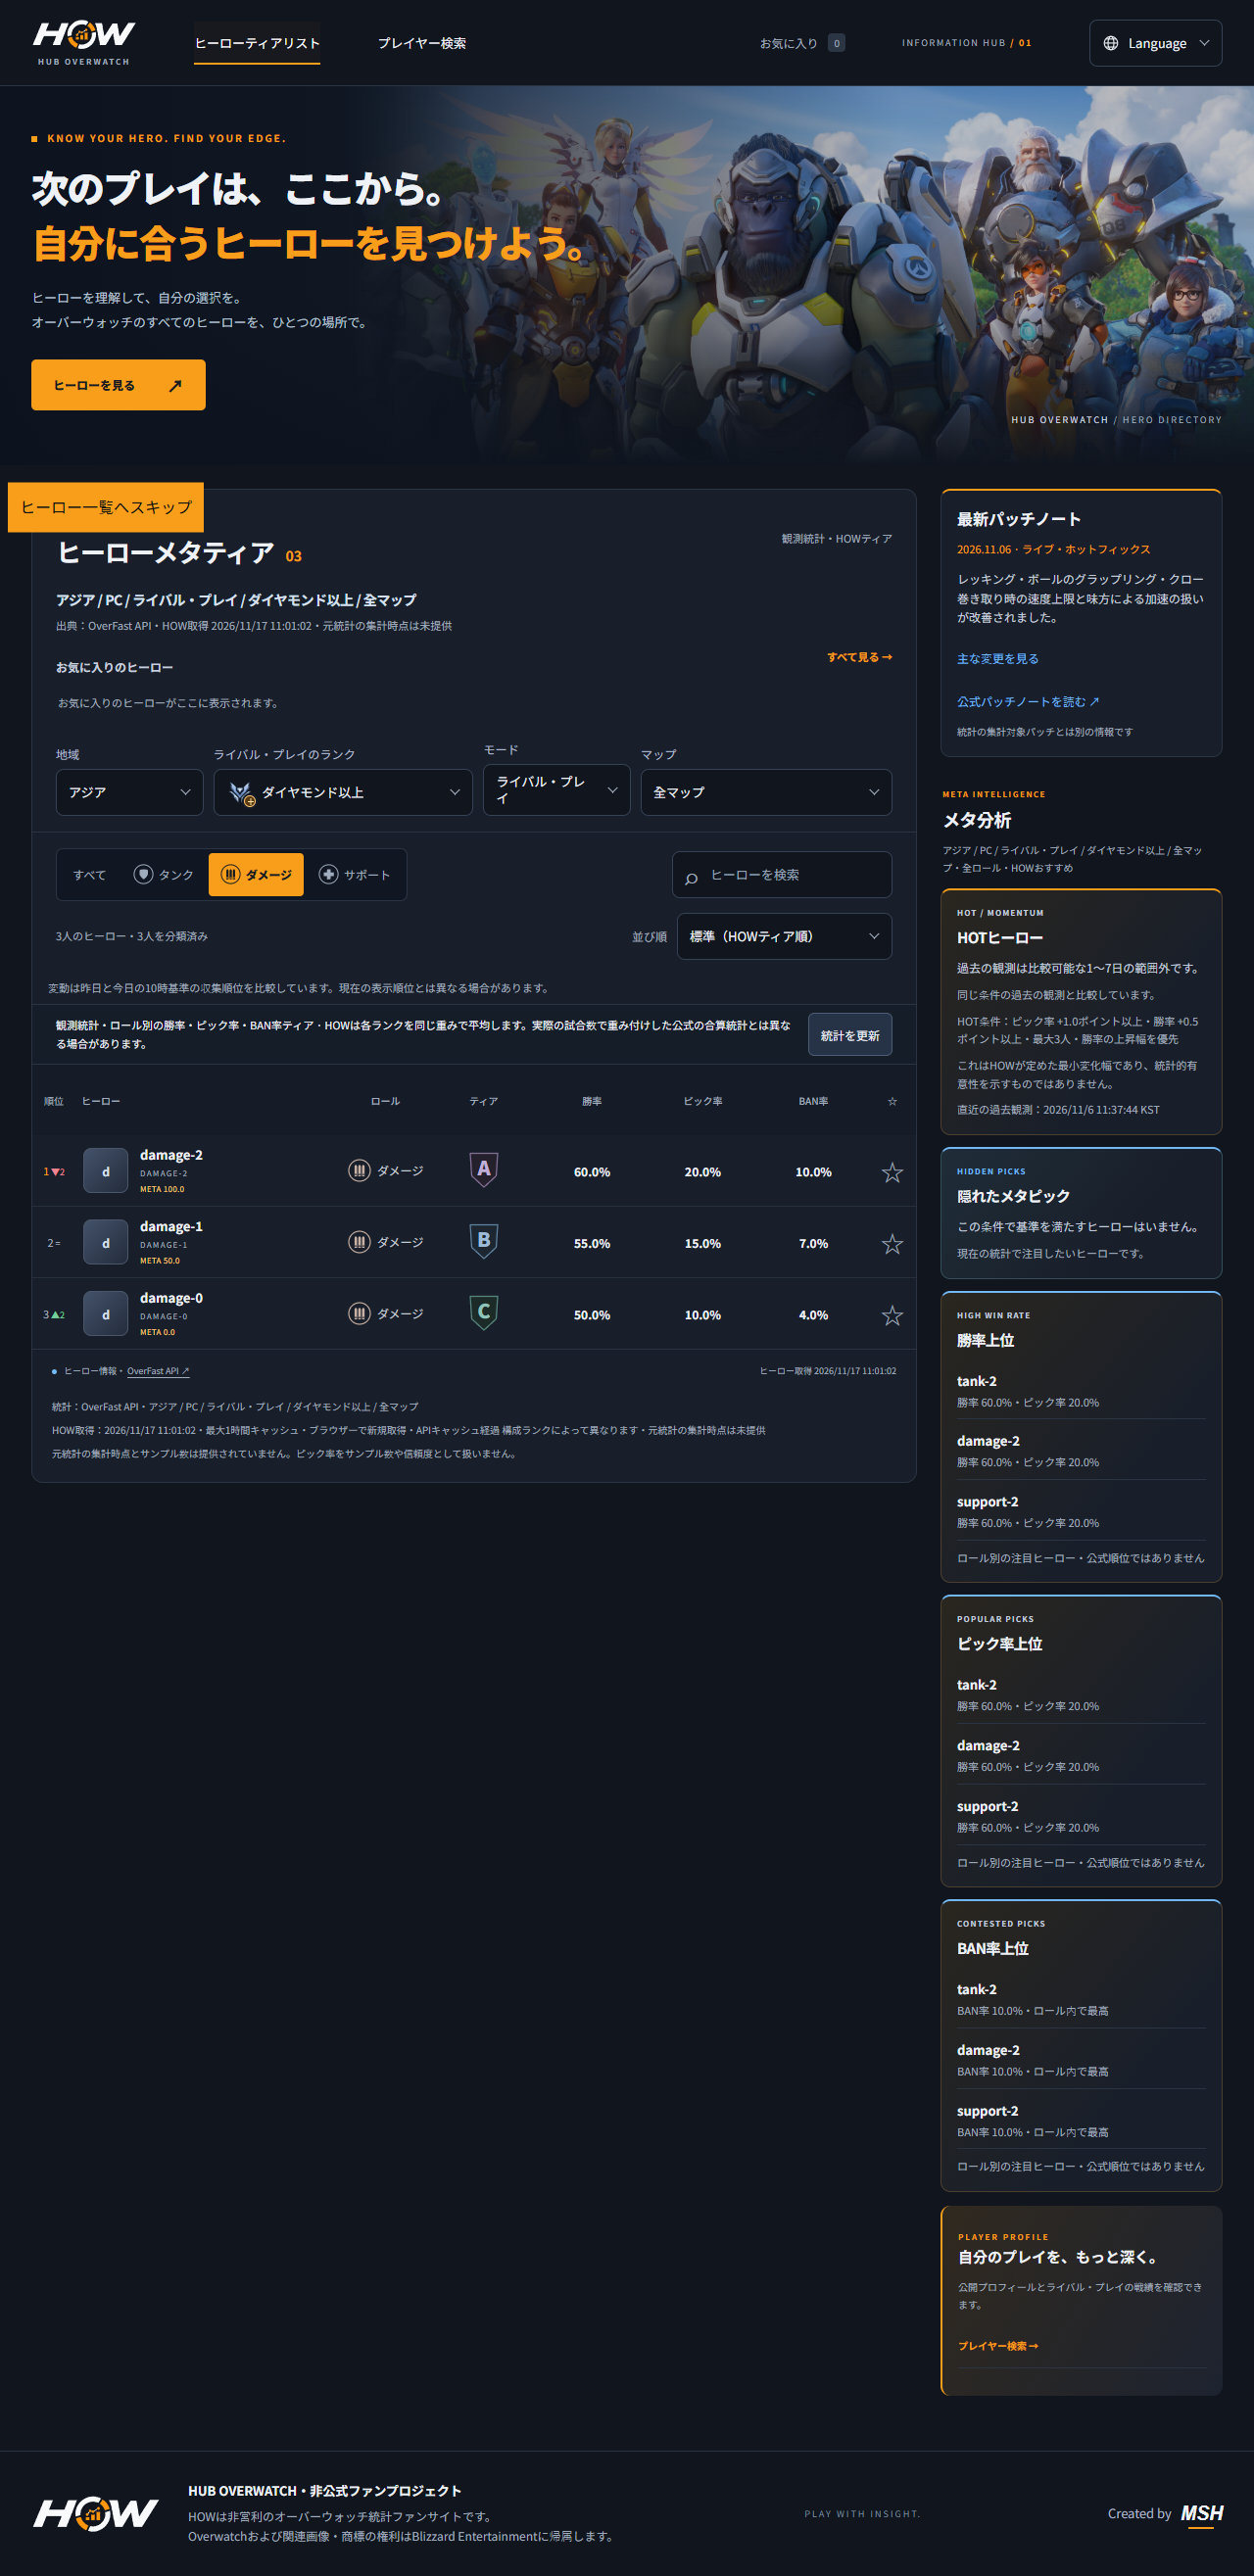 HOW
HUB OVERWATCH
ヒーローティアリスト
プレイヤー検索
お気に入り 0
INFORMATION HUB / 01
Language
KNOW YOUR HERO. FIND YOUR EDGE.
次のプレイは、ここから。
自分に合うヒーローを見つけよう。
ヒーローを理解して、自分の選択を。
オーバーウォッチのすべてのヒーローを、ひとつの場所で。
ヒーローを見る ↗
HUB OVERWATCH / HERO DIRECTORY
ヒーロー一覧へスキップ
ヒーローメタティア 03
観測統計・HOWティア
アジア / PC / ライバル・プレイ / ダイヤモンド以上 / 全マップ
出典：OverFast API・HOW取得 2026/11/17 11:01:02・元統計の集計時点は未提供
お気に入りのヒーロー
すべて見る →
お気に入りのヒーローがここに表示されます。
地域
アジア
ライバル・プレイのランク
ダイヤモンド以上
モード
ライバル・プレ
イ
マップ
全マップ
すべて
タンク
ダメージ
サポート
ヒーローを検索
3人のヒーロー・3人を分類済み
並び順
標準（HOWティア順）
変動は昨日と今日の10時基準の収集順位を比較しています。現在の表示順位とは異なる場合があります。
観測統計・ロール別の勝率・ピック率・BAN率ティア · HOWは各ランクを同じ重みで平均します。実際の試合数で重み付けした公式の合算統計とは異な
る場合があります。
統計を更新
順位 ヒーロー ロール ティア 勝率 ピック率 BAN率 ☆
1 ▼2 d damage-2 DAMAGE-2 META 100.0 ダメージ A 60.0% 20.0% 10.0% ☆
2 = d damage-1 DAMAGE-1 META 50.0 ダメージ B 55.0% 15.0% 7.0% ☆
3 ▲2 d damage-0 DAMAGE-0 META 0.0 ダメージ C 50.0% 10.0% 4.0% ☆
ヒーロー情報・ OverFast API ↗
ヒーロー取得 2026/11/17 11:01:02
統計：OverFast API・アジア / PC / ライバル・プレイ / ダイヤモンド以上 / 全マップ
HOW取得：2026/11/17 11:01:02・最大1時間キャッシュ・ブラウザーで新規取得・APIキャッシュ経過 構成ランクによって異なります・元統計の集計時点は未提供
元統計の集計時点とサンプル数は提供されていません。ピック率をサンプル数や信頼度として扱いません。
最新パッチノート
2026.11.06 · ライブ・ホットフィックス
レッキング・ボールのグラップリング・クロー
巻き取り時の速度上限と味方による加速の扱い
が改善されました。
主な変更を見る
公式パッチノートを読む ↗
統計の集計対象パッチとは別の情報です
META INTELLIGENCE
メタ分析
アジア / PC / ライバル・プレイ / ダイヤモンド以上 / 全マッ
プ・全ロール・HOWおすすめ
HOT / MOMENTUM
HOTヒーロー
過去の観測は比較可能な1〜7日の範囲外です。
同じ条件の過去の観測と比較しています。
HOT条件：ピック率 +1.0ポイント以上・勝率 +0.5
ポイント以上・最大3人・勝率の上昇幅を優先
これはHOWが定めた最小変化幅であり、統計的有
意性を示すものではありません。
直近の過去観測：2026/11/6 11:37:44 KST
HIDDEN PICKS
隠れたメタピック
この条件で基準を満たすヒーローはいません。
現在の統計で注目したいヒーローです。
HIGH WIN RATE
勝率上位
tank-2
勝率 60.0%・ピック率 20.0%
damage-2
勝率 60.0%・ピック率 20.0%
support-2
勝率 60.0%・ピック率 20.0%
ロール別の注目ヒーロー・公式順位ではありません
POPULAR PICKS
ピック率上位
tank-2
勝率 60.0%・ピック率 20.0%
damage-2
勝率 60.0%・ピック率 20.0%
support-2
勝率 60.0%・ピック率 20.0%
ロール別の注目ヒーロー・公式順位ではありません
CONTESTED PICKS
BAN率上位
tank-2
BAN率 10.0%・ロール内で最高
damage-2
BAN率 10.0%・ロール内で最高
support-2
BAN率 10.0%・ロール内で最高
ロール別の注目ヒーロー・公式順位ではありません
PLAYER PROFILE
自分のプレイを、もっと深く。
公開プロフィールとライバル・プレイの戦績を確認でき
ます。
プレイヤー検索 →
HOW
HUB OVERWATCH・非公式ファンプロジェクト
HOWは非営利のオーバーウォッチ統計ファンサイトです。
Overwatchおよび関連画像・商標の権利はBlizzard Entertainmentに帰属します。
PLAY WITH INSIGHT.
Created by MSH